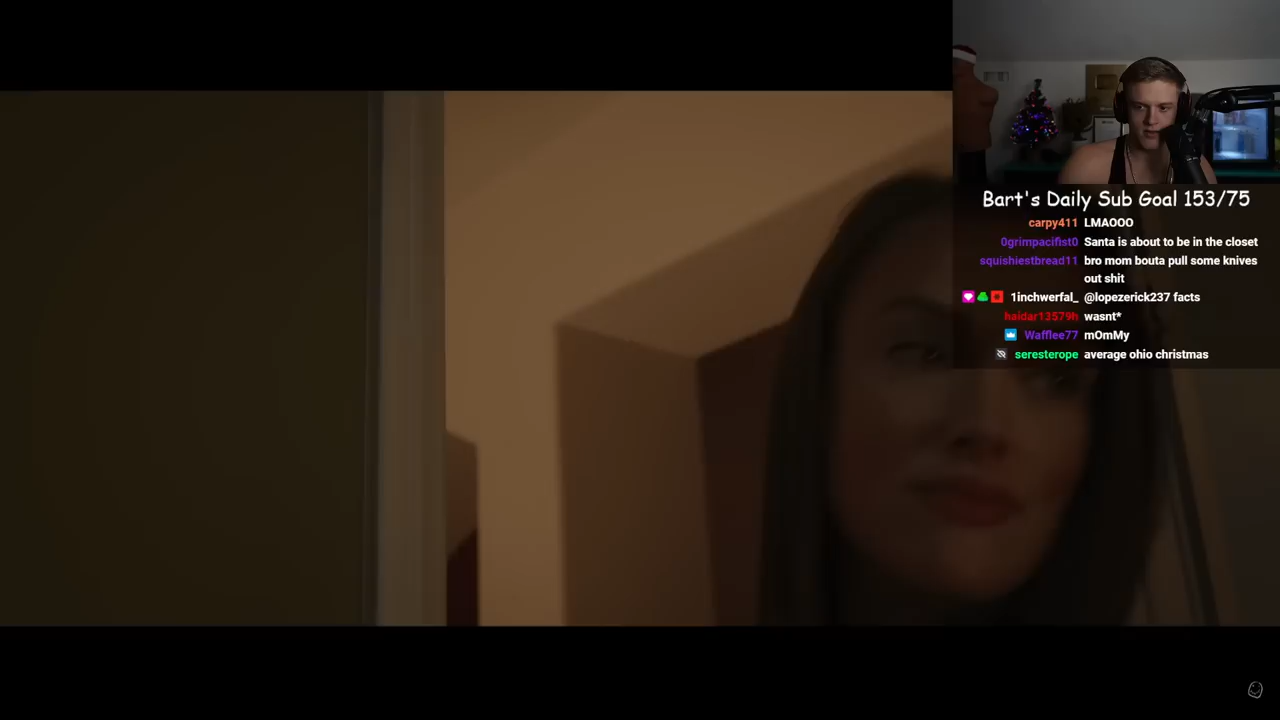 Bart's Daily Sub Goal 153/75
carpy411 LMAOOO
0grimpacifist0 Santa is about to be in the closet
squishiestbread11 bro mom bouta pull some knives
out shit
1inchwerfal_ @lopezerick237 facts
haidar13579h wasnt*
Wafflee77 mOmMy
seresterope average ohio christmas